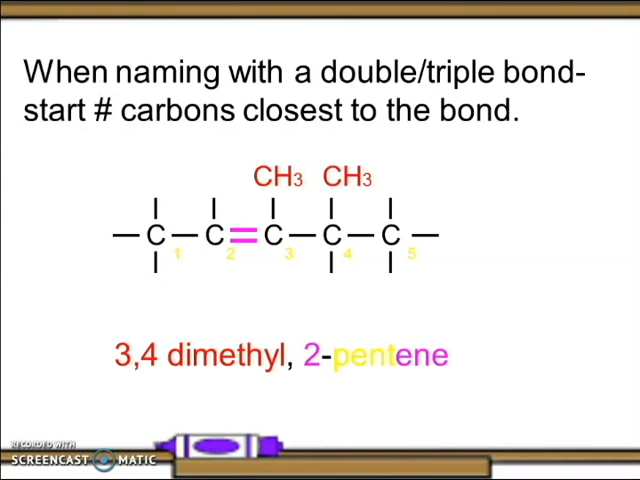 When naming with a double/triple bond-
start # carbons closest to the bond.
CH3 CH3
C C C C C
1 2 3 4 5
3,4 dimethyl, 2-pentene
RECORDED WITH
SCREENCAST MATIC